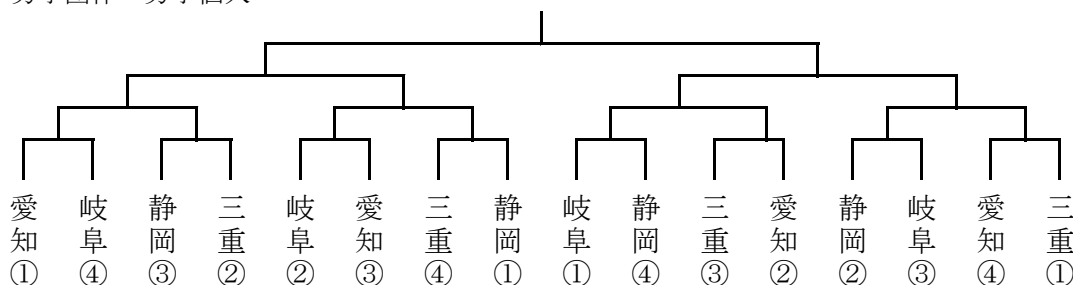 愛知① 岐阜④ 静岡③ 三重② 岐阜② 愛知③ 三重④ 静岡① 岐阜① 静岡④ 三重③ 愛知② 静岡② 岐阜③ 愛知④ 三重①